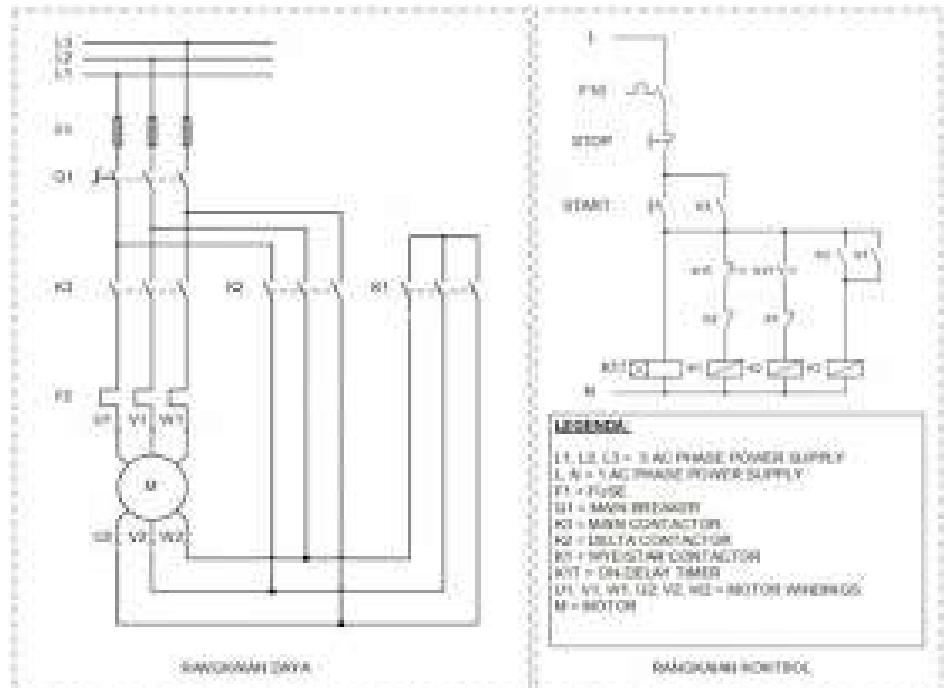 L3
L2
L1
F1
Q1
K3
K2
K1
F2
U1 V1 W1
M
U2 V2 W2
RANGKAIAN DAYA
L
STOP
START
K1T
K1
K2
K3
N
LEGENDA:
L1, L2, L3 = 3 AC PHASE POWER SUPPLY
L, N = 1 AC PHASE POWER SUPPLY
F1 = FUSE
Q1 = MAIN BREAKER
K3 = MAIN CONTACTOR
K2 = DELTA CONTACTOR
K1 = WYE/STAR CONTACTOR
K1T = ON-DELAY TIMER
U1, V1, W1, U2, V2, W2 = MOTOR WINDINGS
M = MOTOR
RANGKAIAN KONTROL